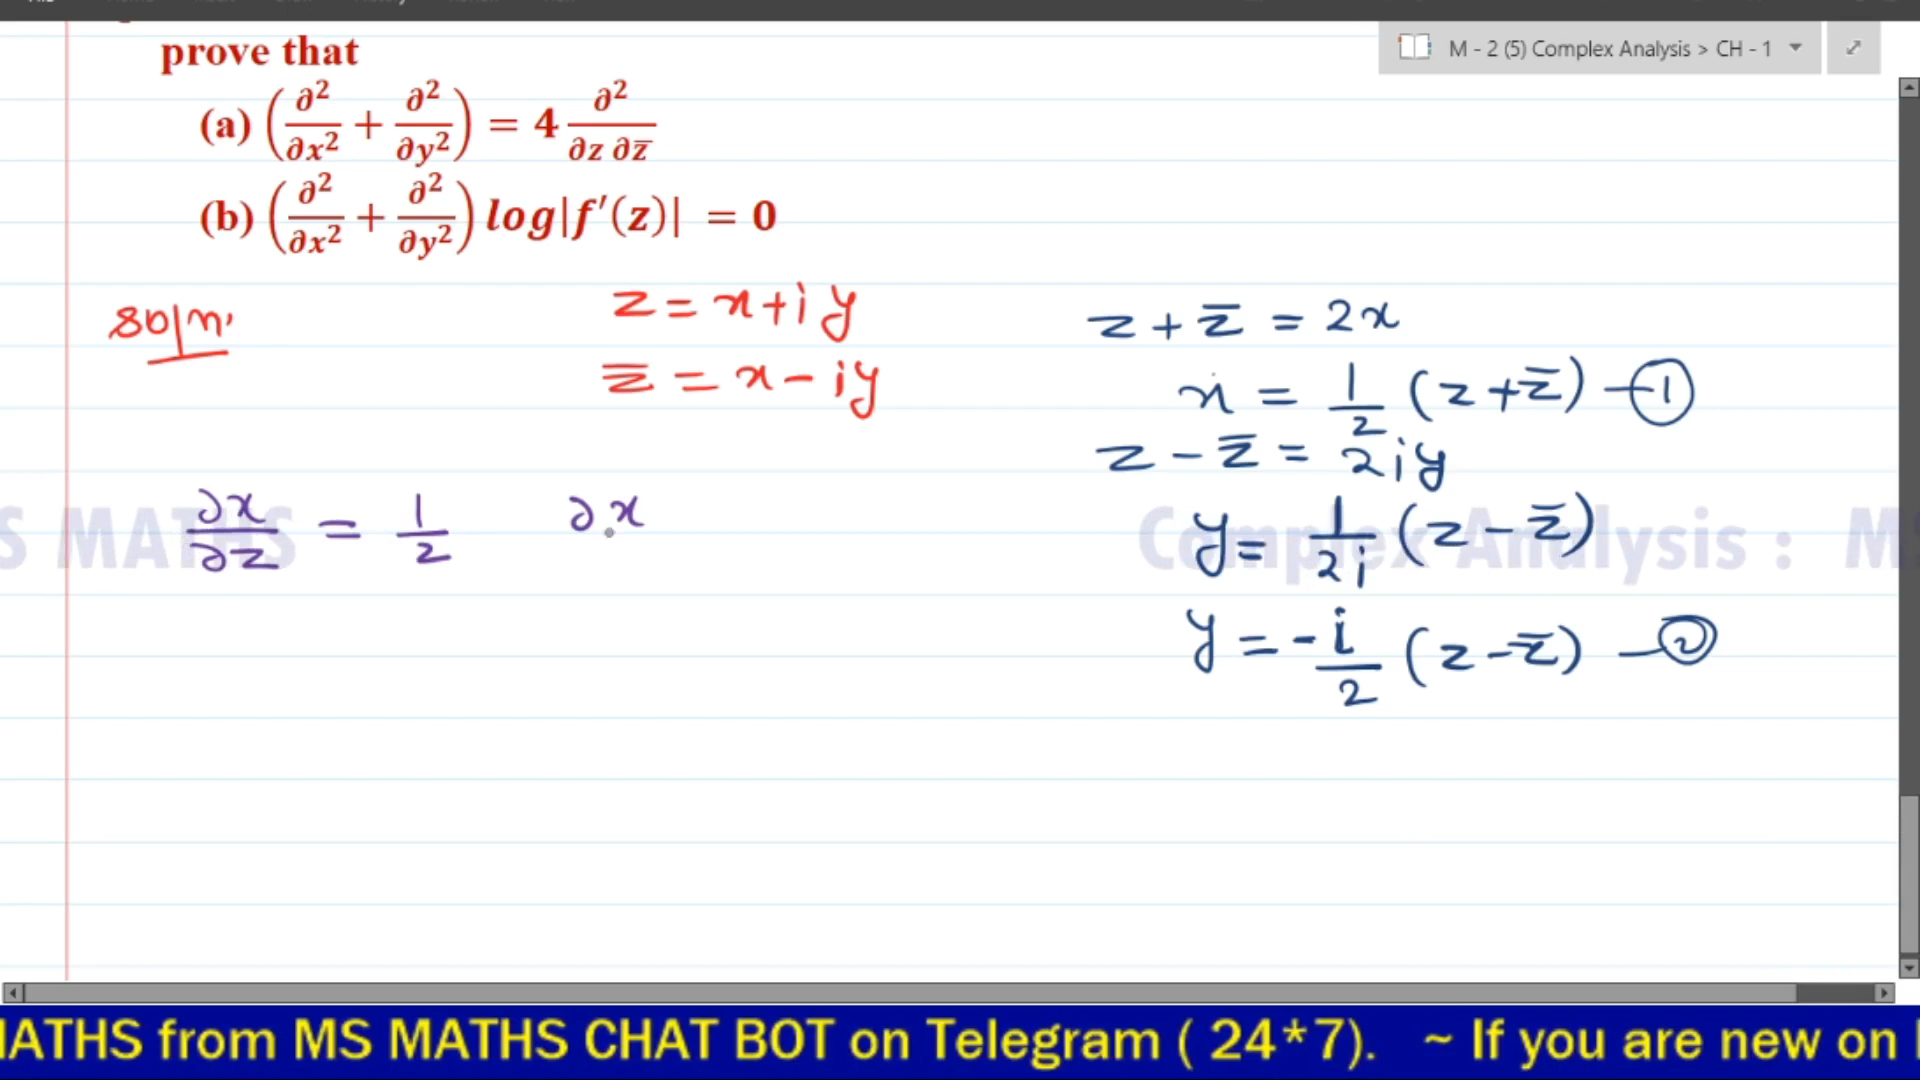 M - 2 (5) Complex Analysis > CH - 1
prove that
(a) (∂²/∂x² + ∂²/∂y²) = 4 ∂²/∂z ∂z̅
(b) (∂²/∂x² + ∂²/∂y²) log|f′(z)| = 0
Soln.
z = x + iy
z̅ = x - iy
z + z̅ = 2x
x = 1/2 (z + z̅) — 1
z - z̅ = 2iy
y = 1/2i (z - z̅)
y = -i/2 (z - z̅) — 2
∂x/∂z = 1/2 ∂x
S MATHS
Complex Analysis : MS
MATHS from MS MATHS CHAT BOT on Telegram ( 24*7). ~ If you are new on